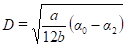 D = √(a/12b (α₀ − α₂))